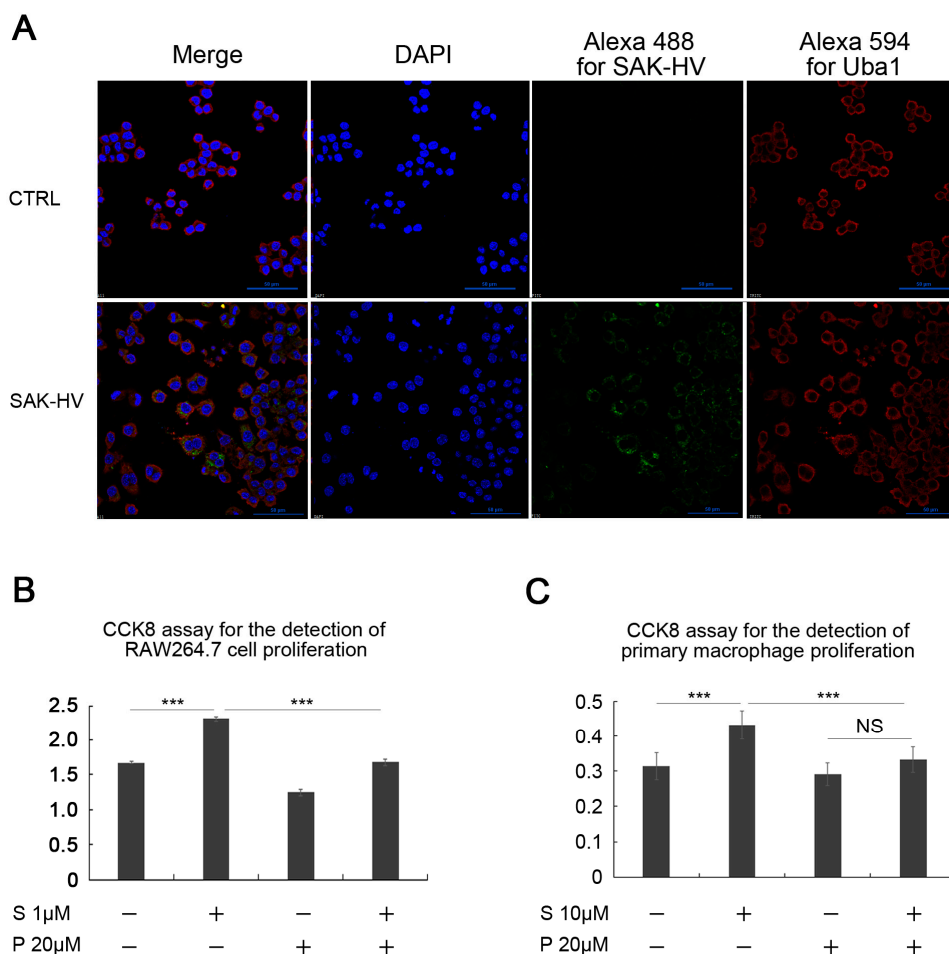 A
Merge
DAPI
Alexa 488
for SAK-HV
Alexa 594
for Uba1
CTRL
SAK-HV
B
CCK8 assay for the detection of
RAW264.7 cell proliferation
***
***
2.5
2.0
1.5
1.0
0.5
0
S 1µM
– + – +
P 20µM
– – + +
C
CCK8 assay for the detection of
primary macrophage proliferation
***
***
NS
0.5
0.4
0.3
0.2
0.1
0
S 10µM
– + – +
P 20µM
– – + +